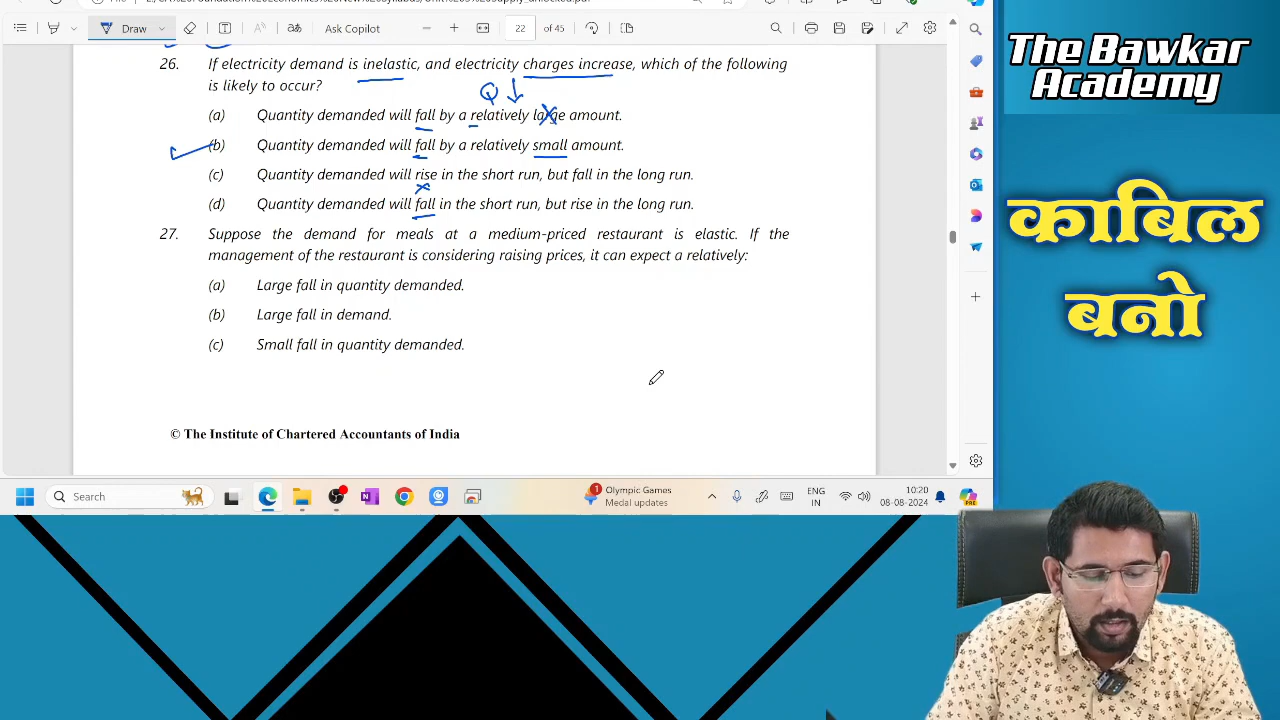 Draw
Ask Copilot
22 of 45
The Bawkar
Academy
26. If electricity demand is inelastic, and electricity charges increase, which of the following
is likely to occur?
Q
(a) Quantity demanded will fall by a relatively large amount.
(b) Quantity demanded will fall by a relatively small amount.
(c) Quantity demanded will rise in the short run, but fall in the long run.
(d) Quantity demanded will fall in the short run, but rise in the long run.
27. Suppose the demand for meals at a medium-priced restaurant is elastic. If the
management of the restaurant is considering raising prices, it can expect a relatively:
(a) Large fall in quantity demanded.
(b) Large fall in demand.
(c) Small fall in quantity demanded.
© The Institute of Chartered Accountants of India
काबिल
बनो
Search
1
Olympic Games
Medal updates
ENG
IN
10:20
08-08-2024
PRE